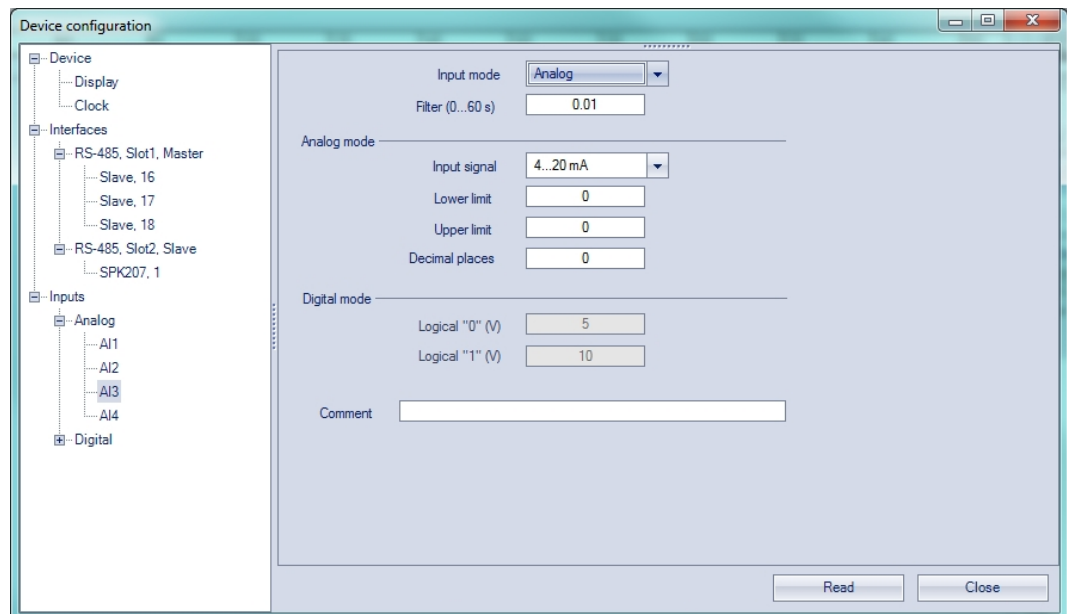 Device configuration
Device
Display
Clock
Interfaces
RS-485, Slot1, Master
Slave, 16
Slave, 17
Slave, 18
RS-485, Slot2, Slave
SPK207, 1
Inputs
Analog
AI1
AI2
AI3
AI4
Digital
Input mode Analog
Filter (0...60 s) 0.01
Analog mode
Input signal 4...20 mA
Lower limit 0
Upper limit 0
Decimal places 0
Digital mode
Logical "0" (V) 5
Logical "1" (V) 10
Comment
Read Close